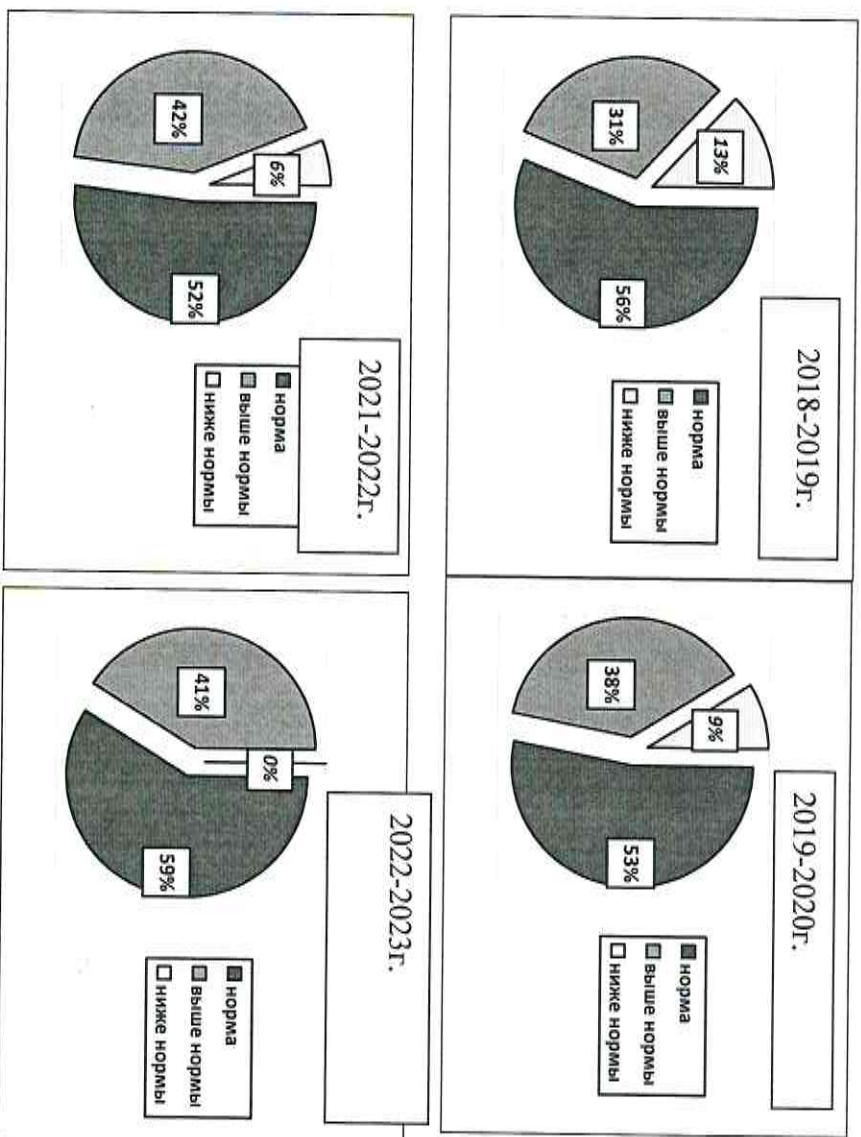 2018-2019г.
13%
31%
56%
норма
выше нормы
ниже нормы
2019-2020г.
9%
38%
53%
норма
выше нормы
ниже нормы
2021-2022г.
6%
42%
52%
норма
выше нормы
ниже нормы
2022-2023г.
0%
41%
59%
норма
выше нормы
ниже нормы